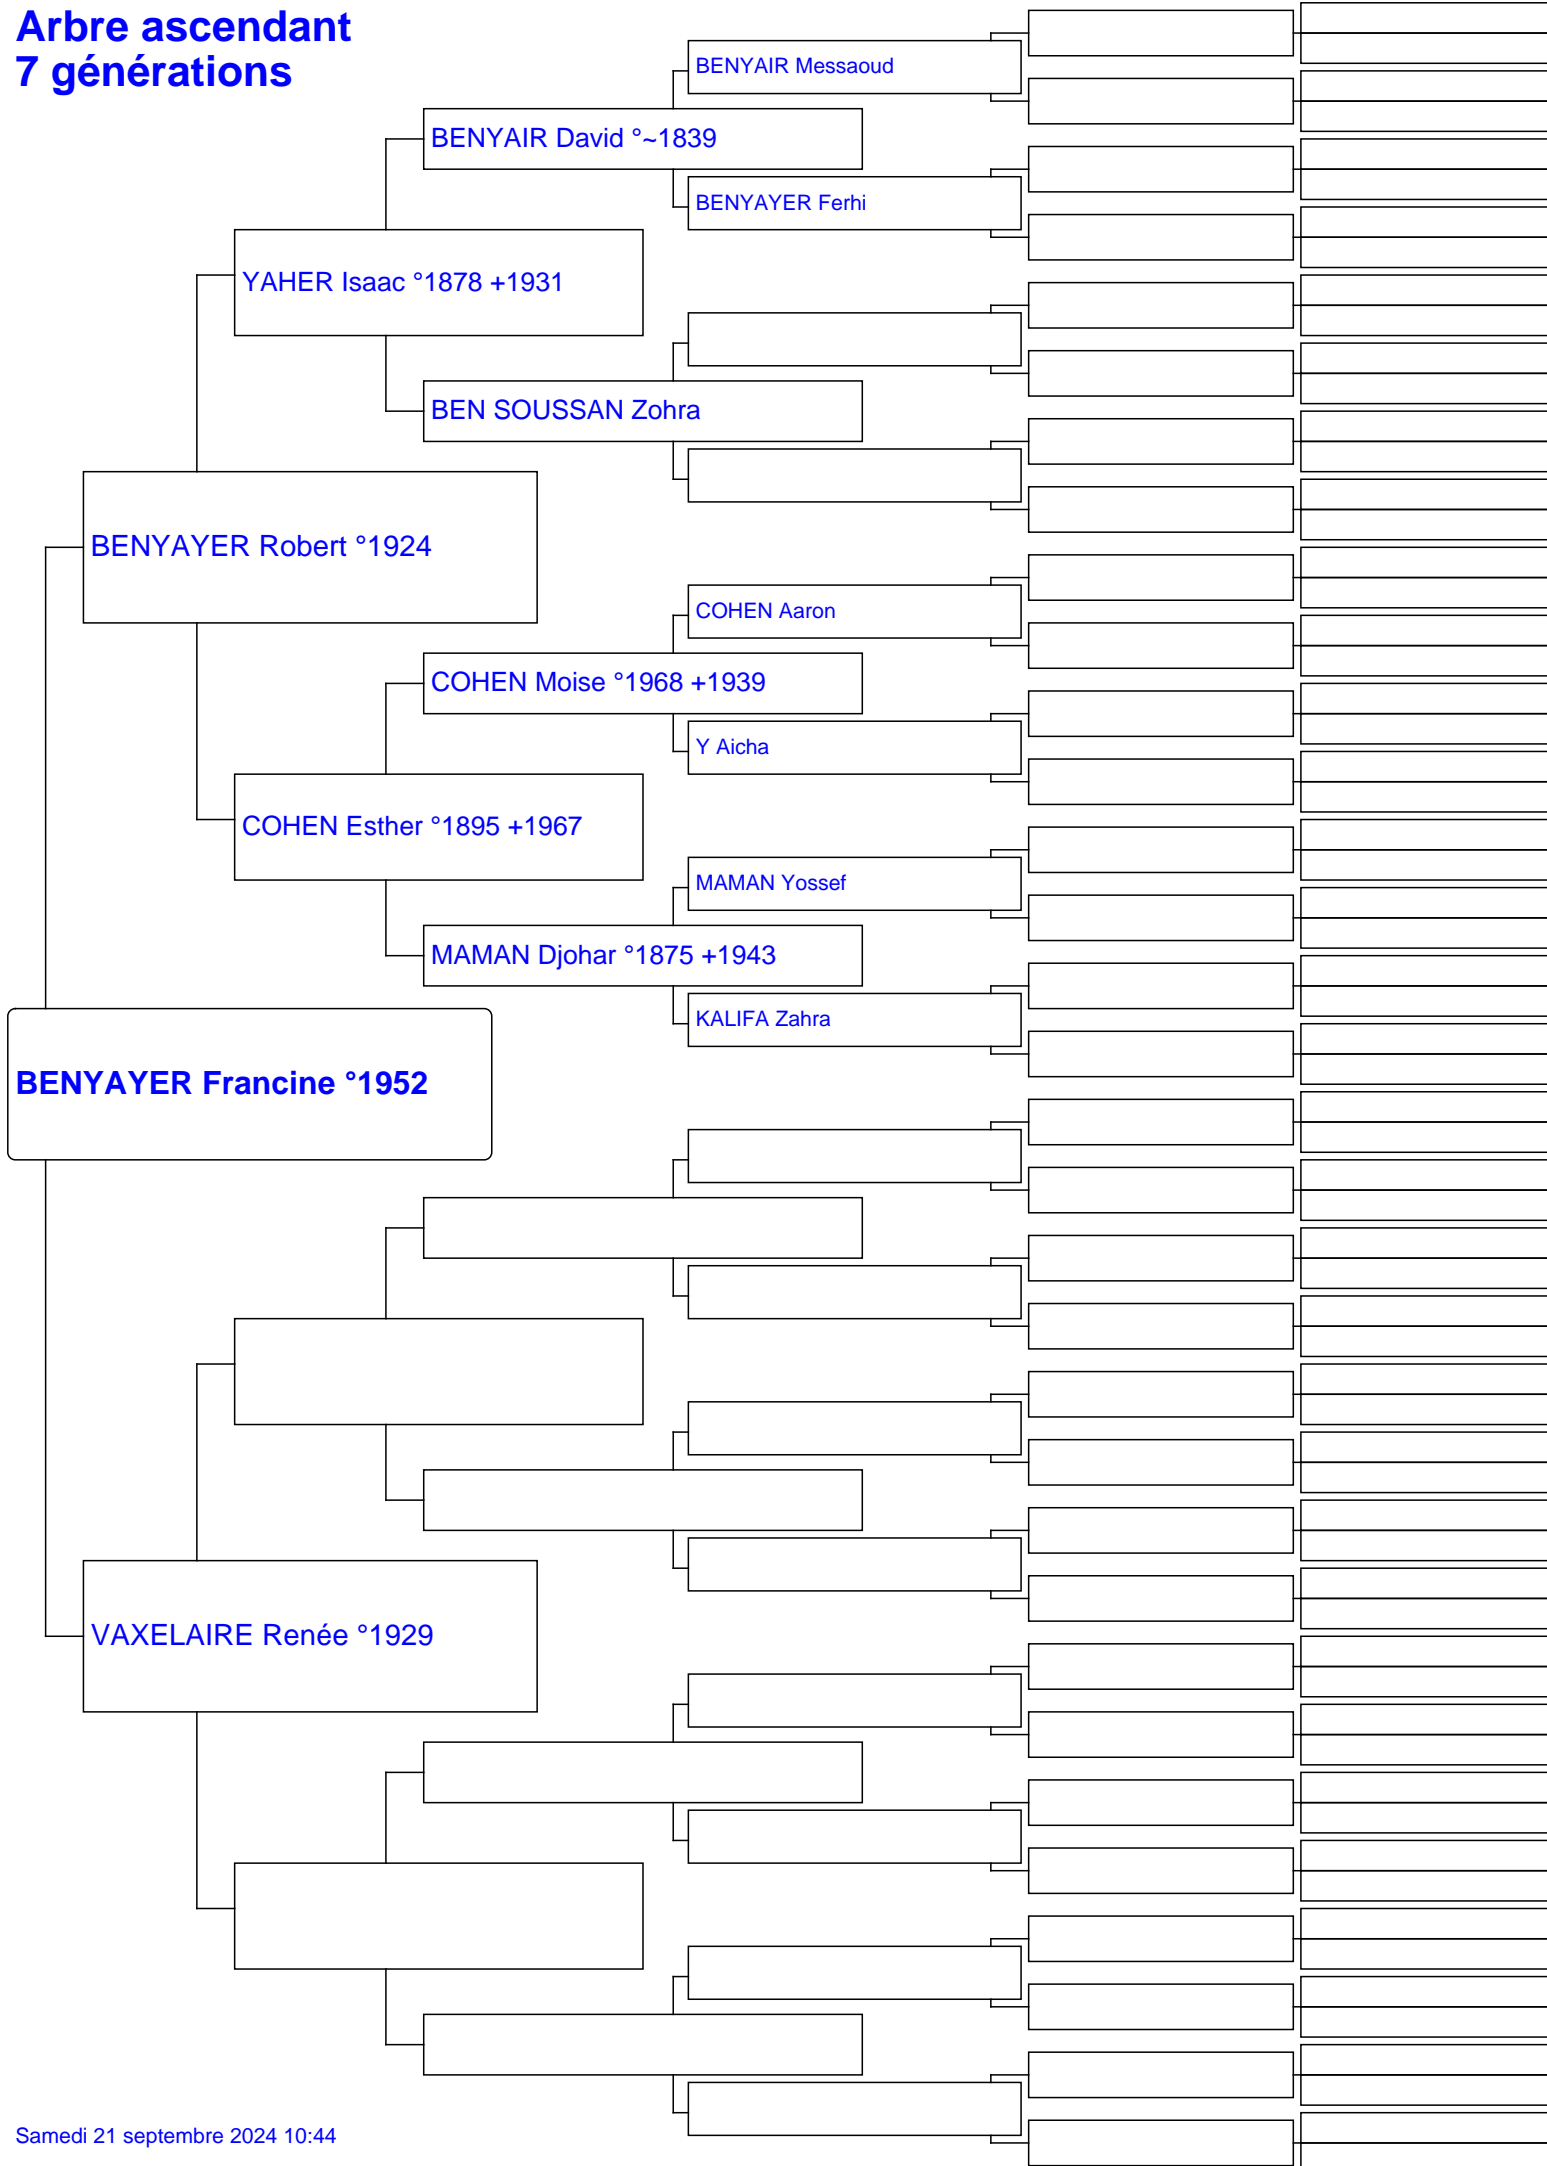 Arbre ascendant
7 générations
BENYAIR Messaoud
BENYAIR David °~1839
BENYAYER Ferhi
YAHER Isaac °1878 +1931
BEN SOUSSAN Zohra
BENYAYER Robert °1924
COHEN Aaron
COHEN Moise °1968 +1939
Y Aicha
COHEN Esther °1895 +1967
MAMAN Yossef
MAMAN Djohar °1875 +1943
KALIFA Zahra
BENYAYER Francine °1952
VAXELAIRE Renée °1929
Samedi 21 septembre 2024 10:44